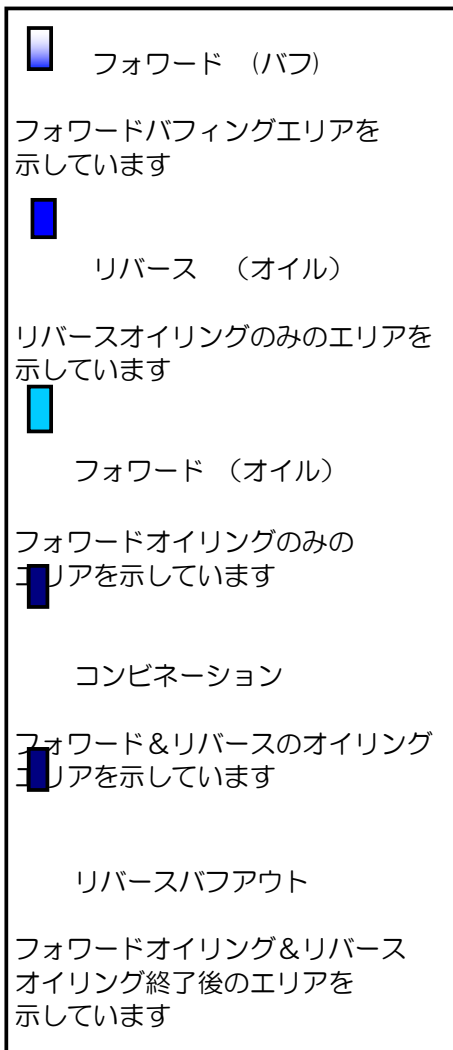 フォワード　(バフ)
フォワードバフィングエリアを
示しています
リバース　（オイル）
リバースオイリングのみのエリアを
示しています
フォワード　（オイル）
フォワードオイリングのみの
エリアを示しています
コンビネーション
フォワード＆リバースのオイリング
エリアを示しています
リバースバフアウト
フォワードオイリング＆リバース
オイリング終了後のエリアを
示しています